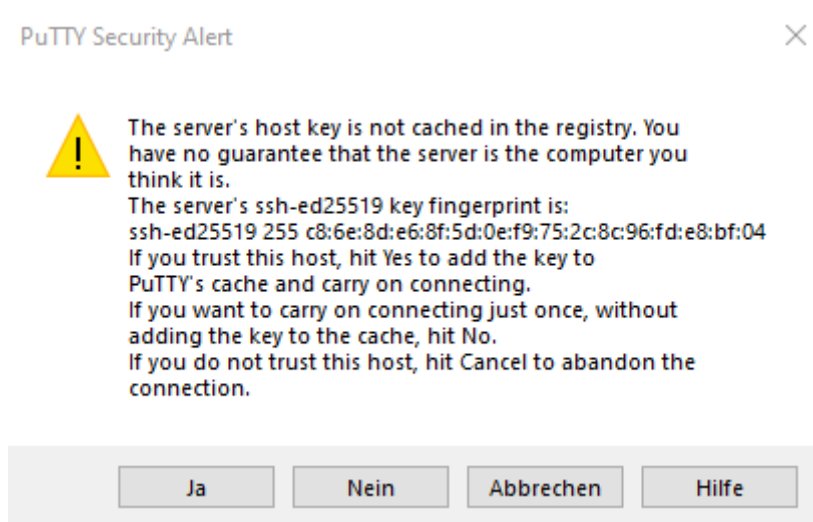 PuTTY Security Alert
The server's host key is not cached in the registry. You
have no guarantee that the server is the computer you
think it is.
The server's ssh-ed25519 key fingerprint is:
ssh-ed25519 255 c8:6e:8d:e6:8f:5d:0e:f9:75:2c:8c:96:fd:e8:bf:04
If you trust this host, hit Yes to add the key to
PuTTY's cache and carry on connecting.
If you want to carry on connecting just once, without
adding the key to the cache, hit No.
If you do not trust this host, hit Cancel to abandon the
connection.
Ja Nein Abbrechen Hilfe